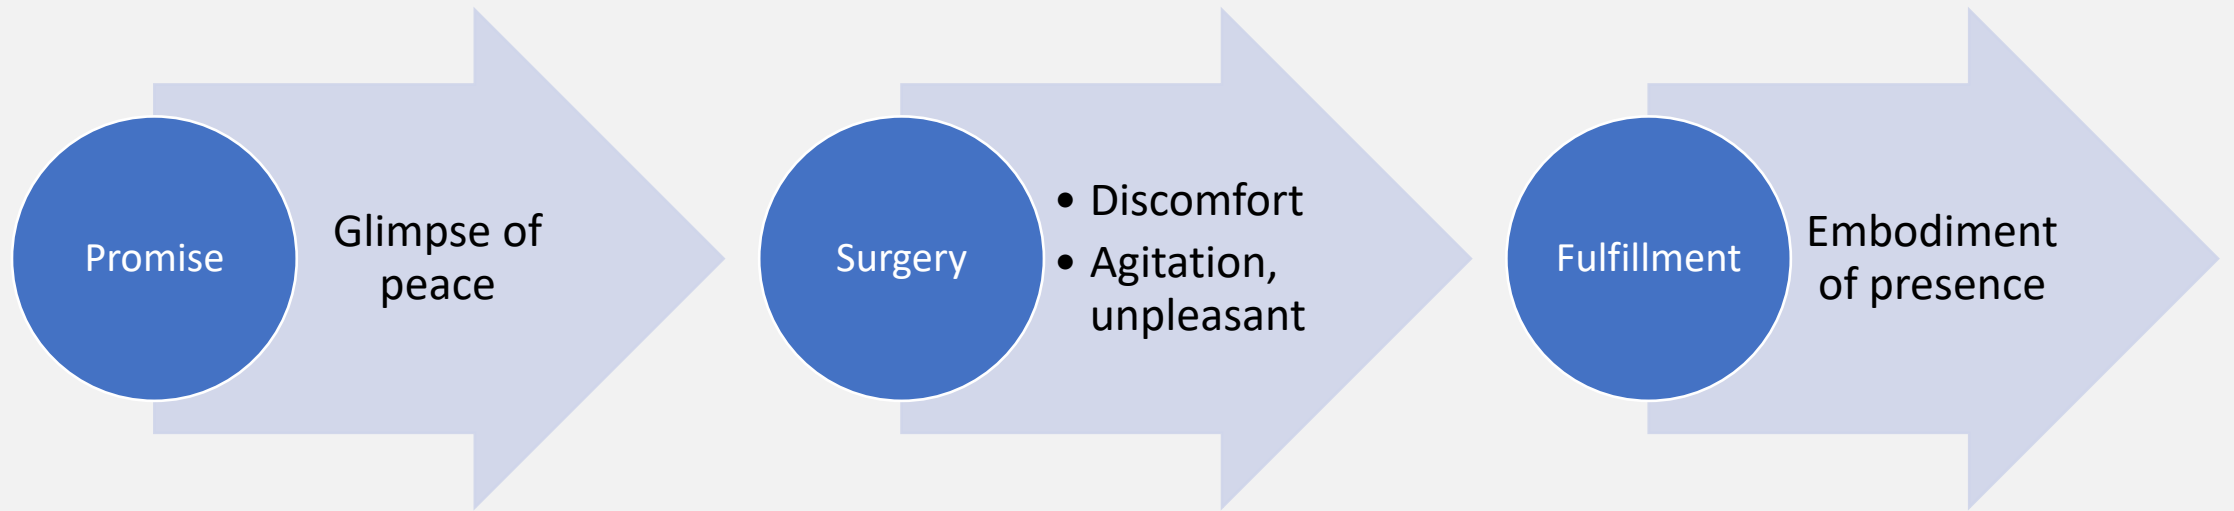 Promise
Glimpse of
peace
Surgery
• Discomfort
• Agitation,
unpleasant
Fulfillment
Embodiment
of presence